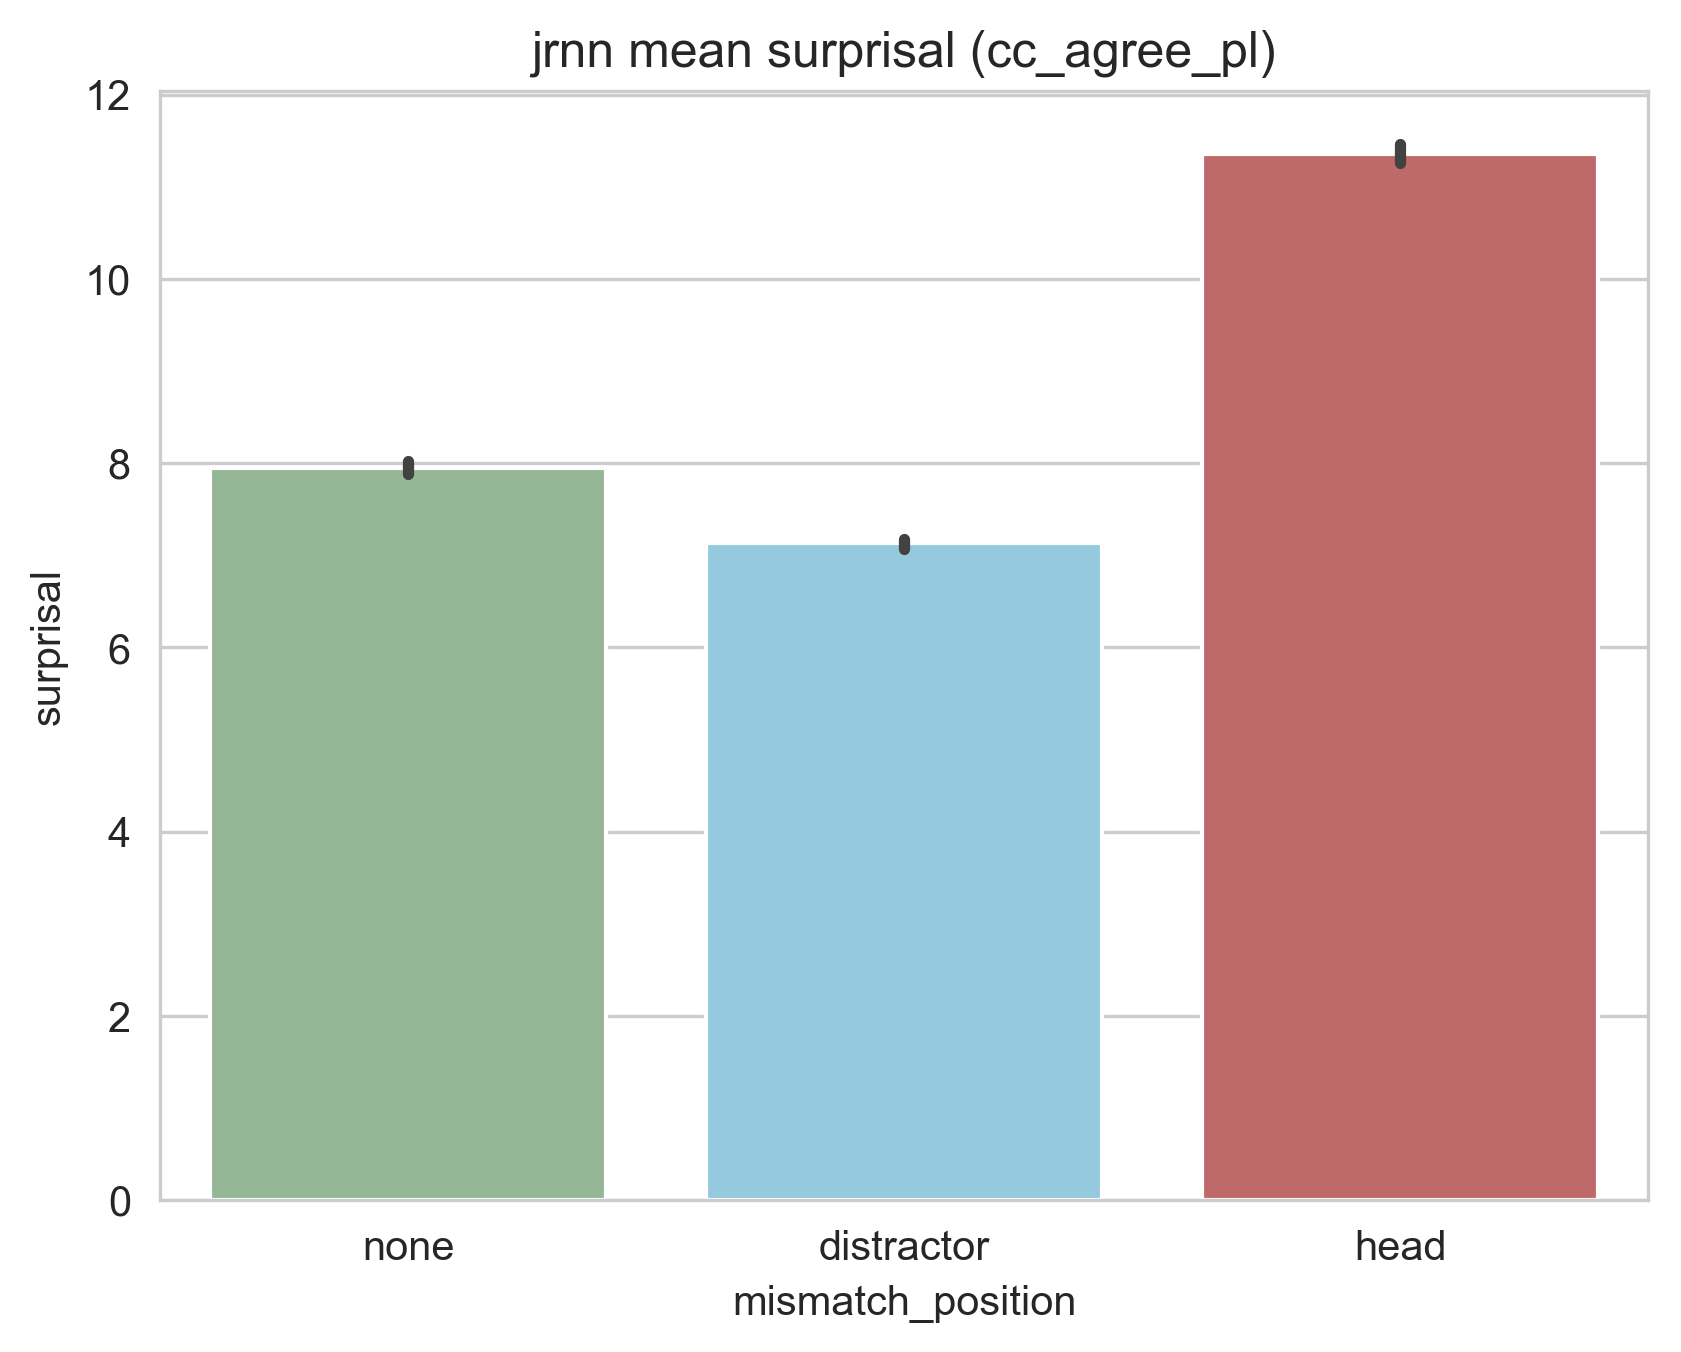 jrnn mean surprisal (cc_agree_pl)
12
10
8
6
4
2
0
surprisal
none distractor head
mismatch_position